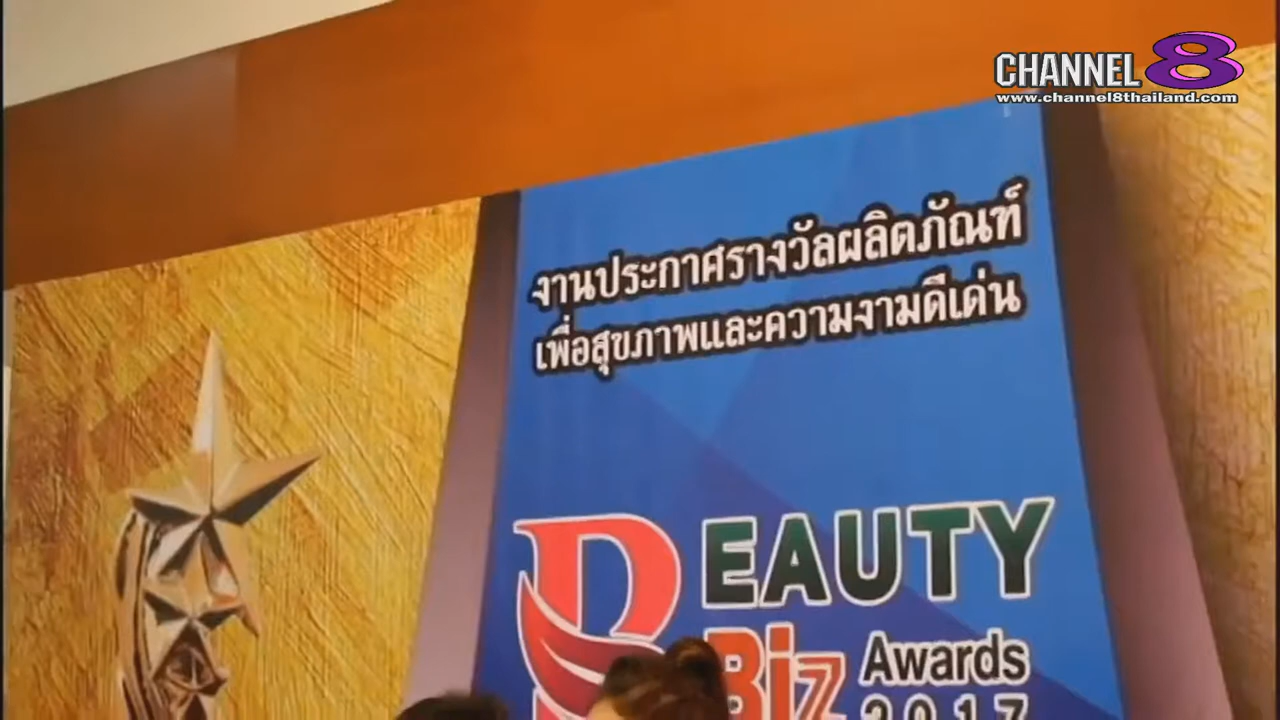 CHANNEL 8
www.channel8thailand.com
งานประกาศรางวัลผลิตภัณฑ์
เพื่อสุขภาพและความงามดีเด่น
BEAUTY
Biz Awards
2017